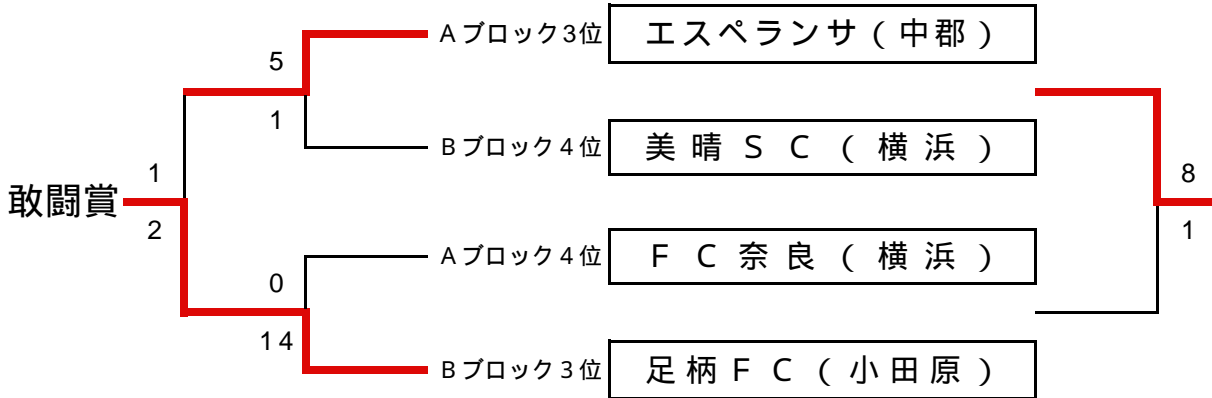 Aブロック3位 エスペランサ(中郡)
5
1
Bブロック4位 美晴SC(横浜)
1
敢闘賞
2
8
1
Aブロック4位 FC奈良(横浜)
0
14
Bブロック3位 足柄FC(小田原)